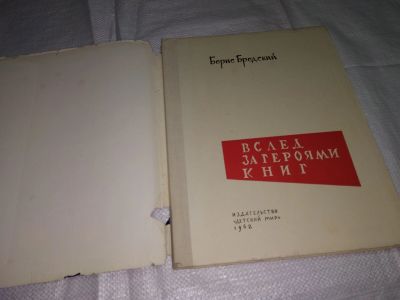 Борис Бродский
ВСЛЕД
ЗА ГЕРОЯМИ
КНИГ
ИЗДАТЕЛЬСТВО
«ДЕТСКИЙ МИР»
1962